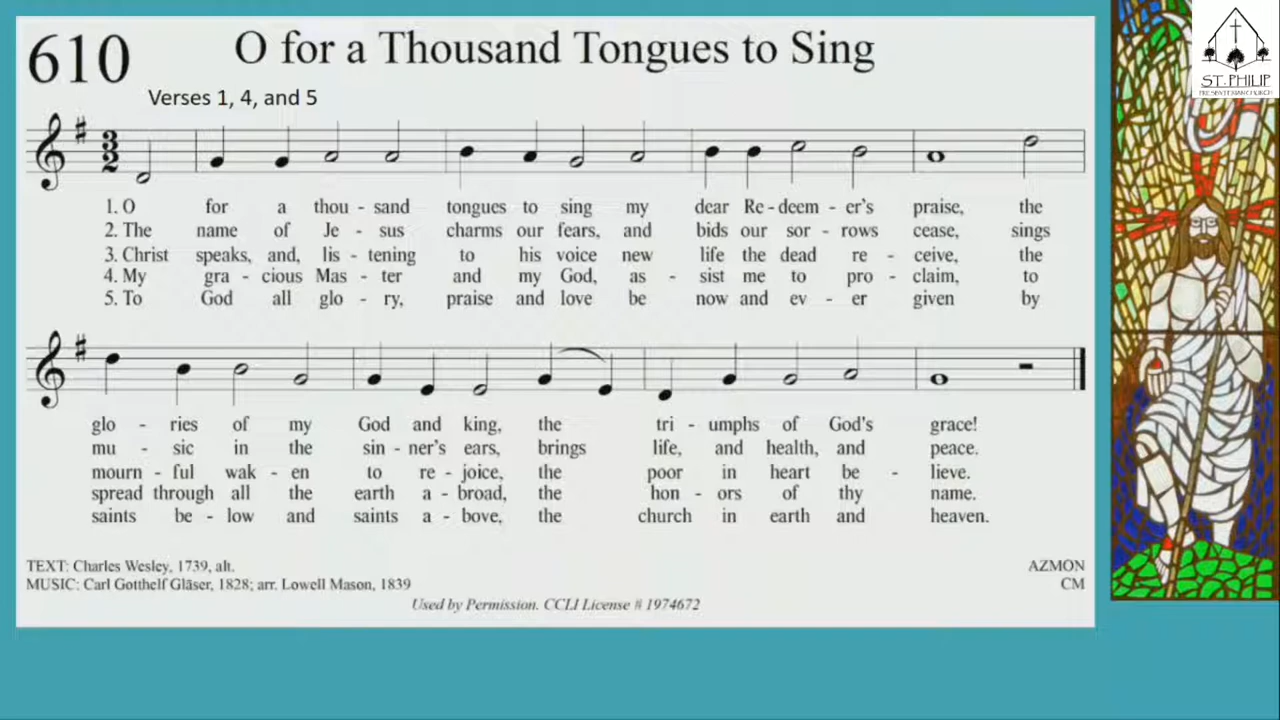 610
O for a Thousand Tongues to Sing
Verses 1, 4, and 5
1. O for a thou - sand tongues to sing my dear Re - deem - er's praise, the
2. The name of Je - sus charms our fears, and bids our sor - rows cease, sings
3. Christ speaks, and, lis - tening to his voice new life the dead re - ceive, the
4. My gra - cious Mas - ter and my God, as - sist me to pro - claim, to
5. To God all glo - ry, praise and love be now and ev - er given by
glo - ries of my God and king, the tri - umphs of God's grace!
mu - sic in the sin - ner's ears, brings life, and health, and peace.
mourn - ful wak - en to re - joice, the poor in heart be - lieve.
spread through all the earth a - broad, the hon - ors of thy name.
saints be - low and saints a - bove, the church in earth and heaven.
TEXT: Charles Wesley, 1739, alt.
MUSIC: Carl Gotthelf Gläser, 1828; arr. Lowell Mason, 1839
AZMON
CM
Used by Permission. CCLI License # 1974672
ST. PHILIP
PRESBYTERIAN CHURCH